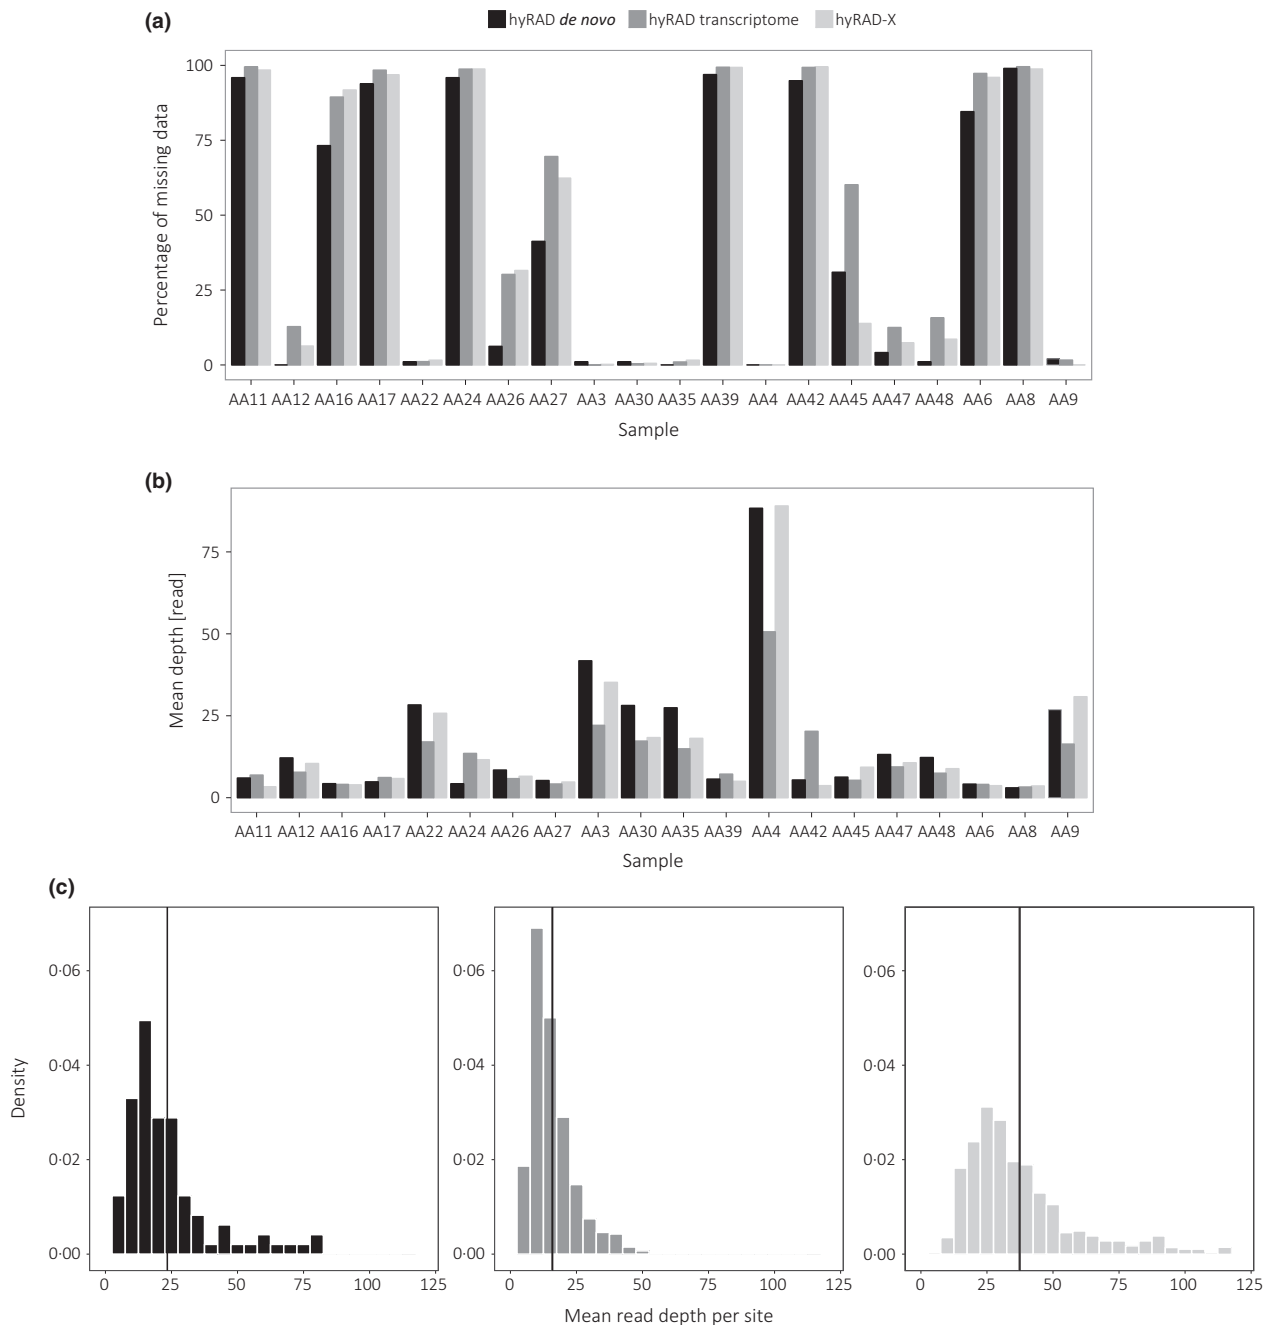 (a)
hyRAD de novo hyRAD transcriptome hyRAD-X
100
75
50
25
0
Percentage of missing data
AA11 AA12 AA16 AA17 AA22 AA24 AA26 AA27 AA3 AA30 AA35 AA39 AA4 AA42 AA45 AA47 AA48 AA6 AA8 AA9
Sample
(b)
75
50
25
0
Mean depth [read]
AA11 AA12 AA16 AA17 AA22 AA24 AA26 AA27 AA3 AA30 AA35 AA39 AA4 AA42 AA45 AA47 AA48 AA6 AA8 AA9
Sample
(c)
Density
0·06 0·06 0·06
0·04 0·04 0·04
0·02 0·02 0·02
0·00 0·00 0·00
0 25 50 75 100 125 0 25 50 75 100 125 0 25 50 75 100 125
Mean read depth per site